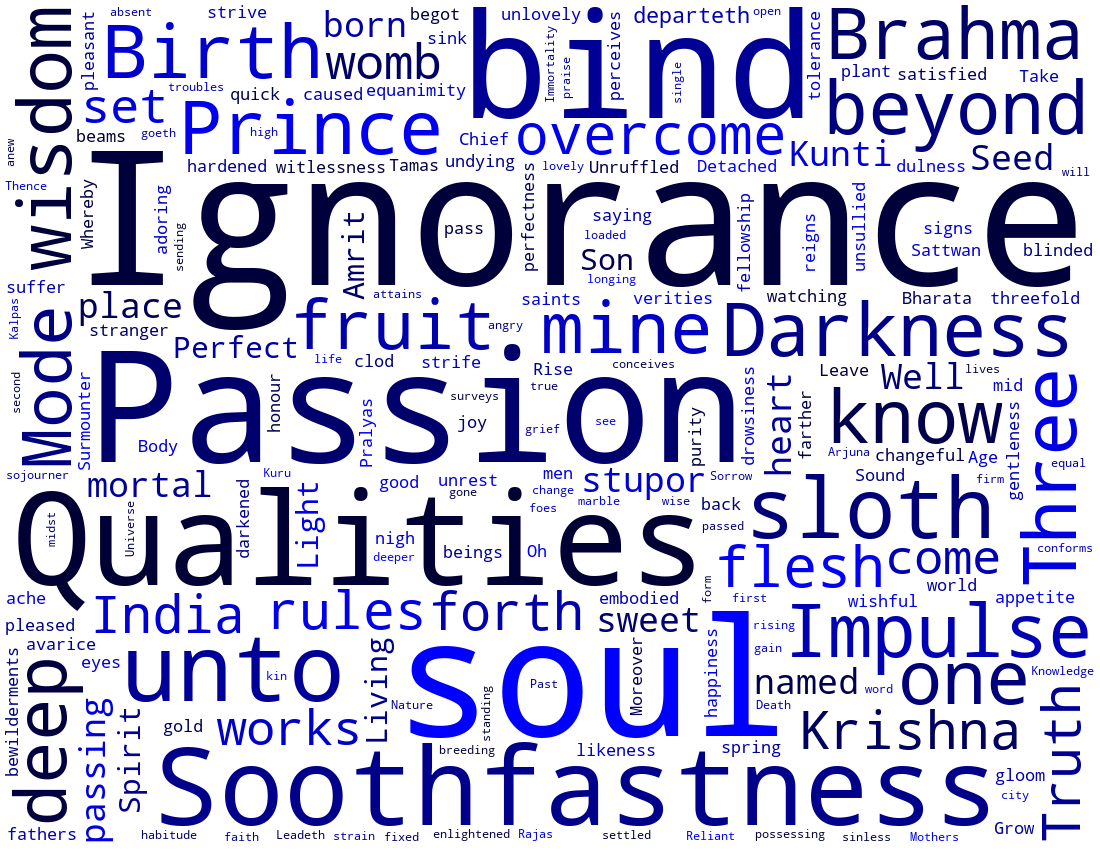 absent
strive
begot
unlovely
departeth
open
Brahma
pleasant
Birth
born
sink
bind
tolerance
womb
Immortality
praise
perceives
single
plant
satisfied
Take
wisdom
troubles
set
quick
caused
equanimity
beyond
beams
goeth
Prince
high
Chief
overcome
Kunti
Seed
anew
hardened
witlessness
Tamas
undying
lovely
Unruffled
Detached
dulness
will
Thence
Whereby
adoring
sending
Ignorance
Amrit
pass
perfectness
saying
loaded
Son
longing
fellowship
reigns
unsullied
signs
Sattwan
blinded
suffer
place
attains
saints
verities
watching
Bharata
threefold
Kalpas
stranger
fruit
angry
mine
Darkness
Mode
Perfect
life
clod
strife
Rise
conceives
Leave
Well
lives
mid
second
Surmounter
Passion
honour
surveys
true
joy
grief
see
purity
drowsiness
heart
farther
know
Three
Body
Pralyas
Arjuna
changeful
Age
gentleness
equal
sojourner
mortal
Kuru
good
unrest
gone
men
change
stupor
Sorrow
Sound
firm
foes
marble
wise
back
passed
sloth
midst
Qualities
Universe
darkened
Light
nigh
deeper
beings
Oh
flesh
come
conforms
world
ache
India
rules
forth
embodied
form
first
wishful
appetite
pleased
sweet
rising
Impulse
avarice
eyes
unto
kin
Living
soul
Moreover
happiness
gain
named
one
Knowledge
bewilderments
deep
passing
Spirit
gold
works
Nature
standing
Past
Death
word
Krishna
Truth
breeding
likeness
spring
Soothfastness
gloom
city
fathers
habitude
faith
Leadeth
strain
fixed
enlightened
Rajas
settled
Reliant
possessing
sinless
Mothers
Grow